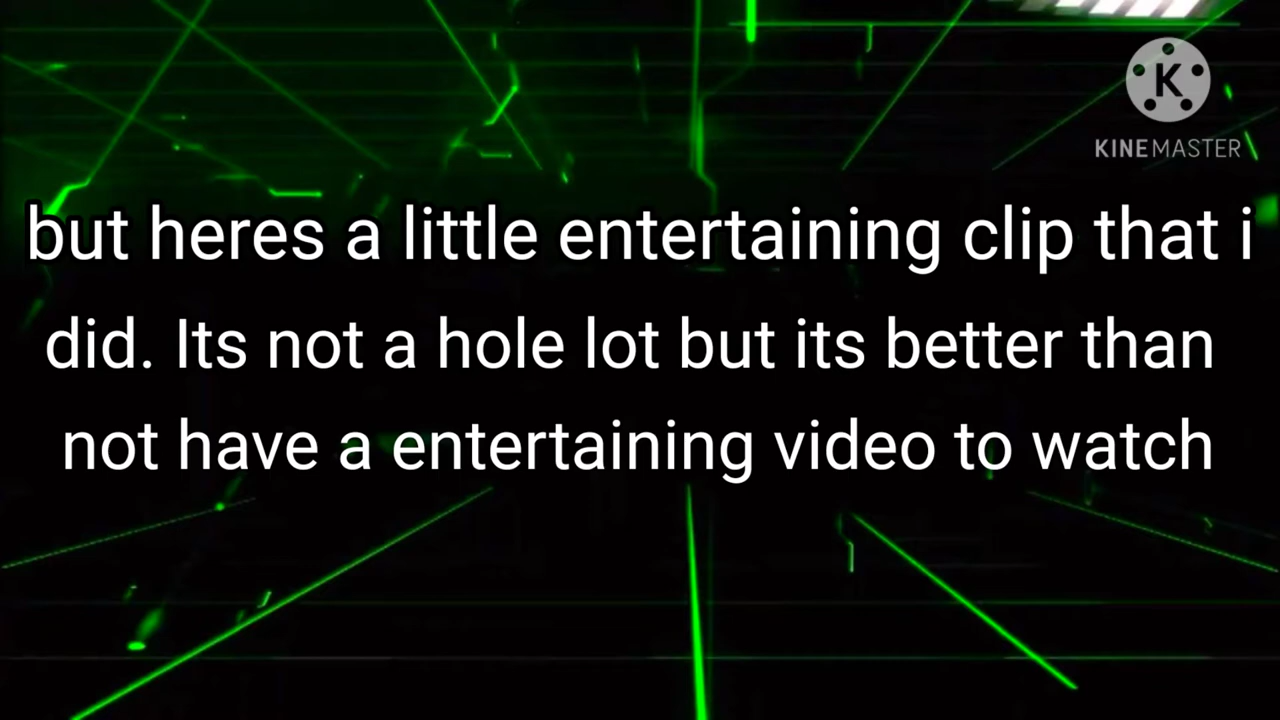 K
KINEMASTER
but heres a little entertaining clip that i
did. Its not a hole lot but its better than
not have a entertaining video to watch